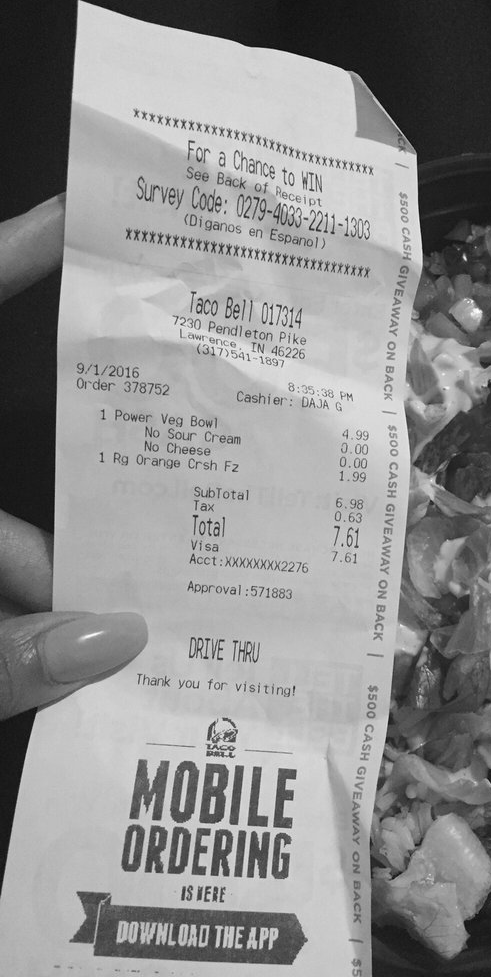 ************************************
For a Chance to WIN
See Back of Receipt
Survey Code: 0279-4033-2211-1303
(Diganos en Espanol)
************************************
Taco Bell 017314
7230 Pendleton Pike
Lawrence, IN 46226
(317)541-1897
9/1/2016 8:35:38 PM
Order 378752 Cashier: DAJA G
1 Power Veg Bowl 4.99
No Sour Cream 0.00
No Cheese 0.00
1 Rg Orange Crsh Fz 1.99
SubTotal 6.98
Tax 0.63
Total 7.61
Visa 7.61
Acct:XXXXXXXX2276
Approval:571883
DRIVE THRU
Thank you for visiting!
TACO
BELL
MOBILE
ORDERING
IS HERE
DOWNLOAD THE APP
CK | $500 CASH GIVEAWAY ON BACK | $500 CASH GIVEAWAY ON BACK | $500 CASH GIVEAWAY ON BACK | $5